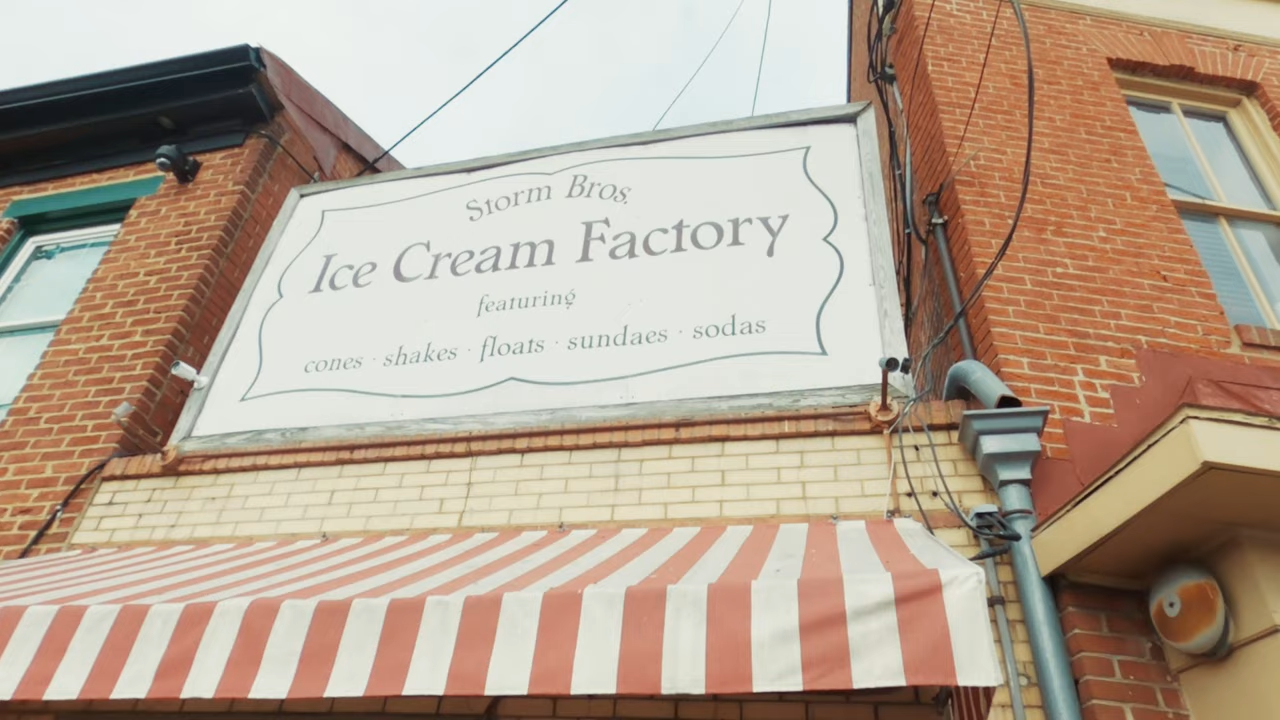 Storm Bros.
Ice Cream Factory
featuring
cones · shakes · floats · sundaes · sodas